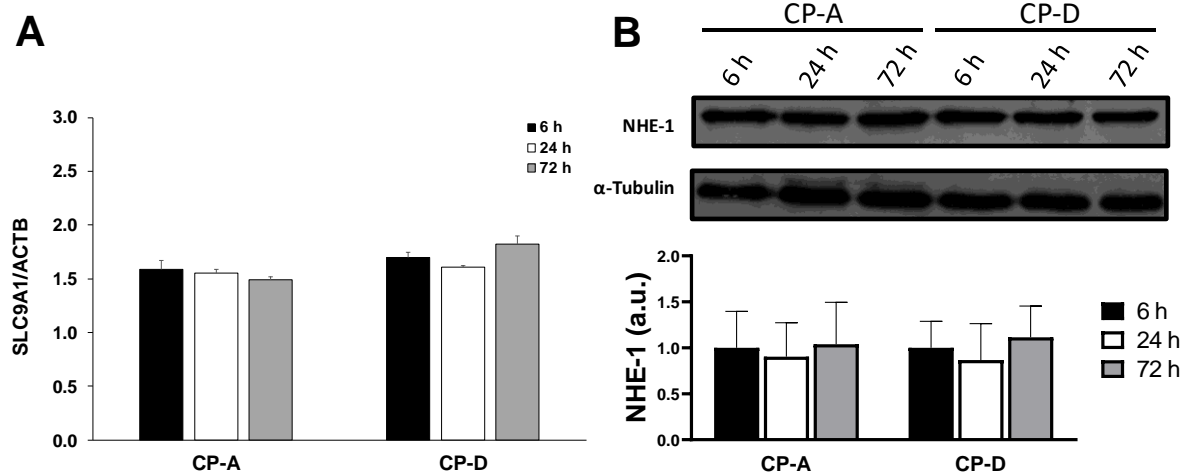 A
3.0
2.5
2.0
1.5
1.0
0.5
0.0
SLC9A1/ACTB
6 h
24 h
72 h
CP-A CP-D
B
CP-A CP-D
6 h 24 h 72 h 6 h 24 h 72 h
NHE-1
α-Tubulin
2.0
1.5
1.0
0.5
0.0
NHE-1 (a.u.)
6 h
24 h
72 h
CP-A CP-D